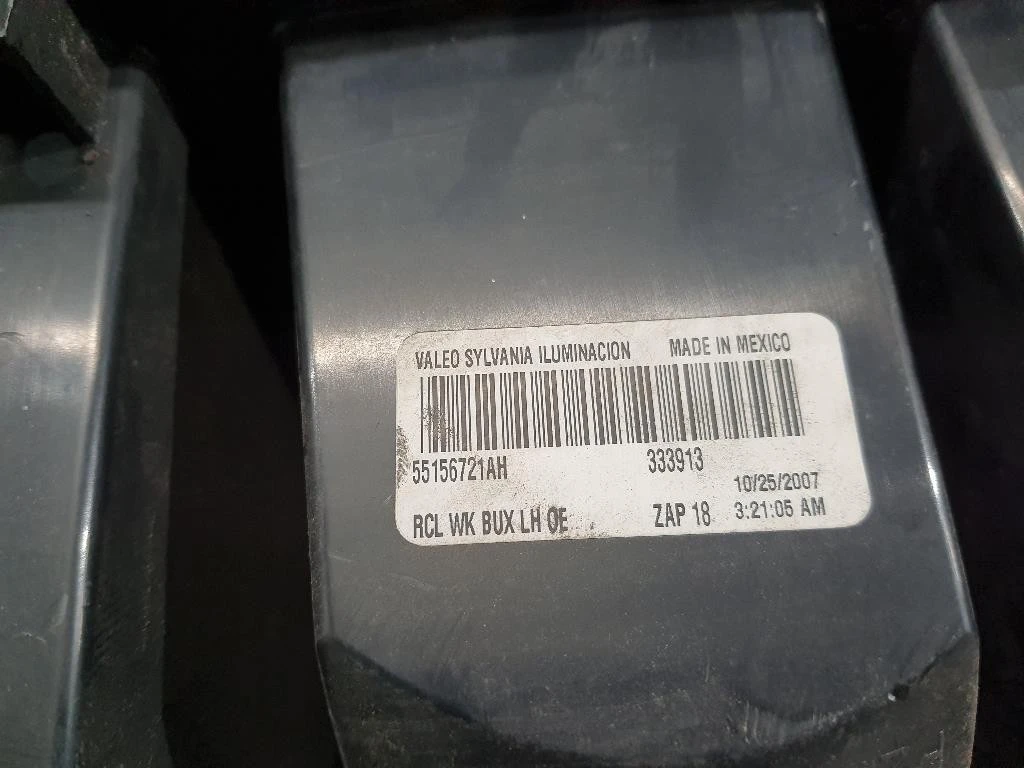 VALEO SYLVANIA ILUMINACION MADE IN MEXICO
55156721AH 333913
10/25/2007
RCL WK BUX LH OE ZAP 18 3:21:05 AM